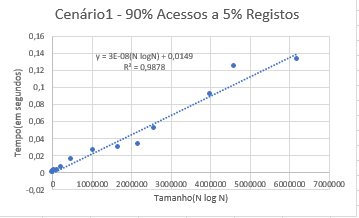 Cenário1 - 90% Acessos a 5% Registos
y = 3E-08(N logN) + 0,0149
R² = 0,9878
Tempo(em segundos)
0,16
0,14
0,12
0,1
0,08
0,06
0,04
0,02
0
-0,02
0 1000000 2000000 3000000 4000000 5000000 6000000 7000000
Tamanho(N log N)